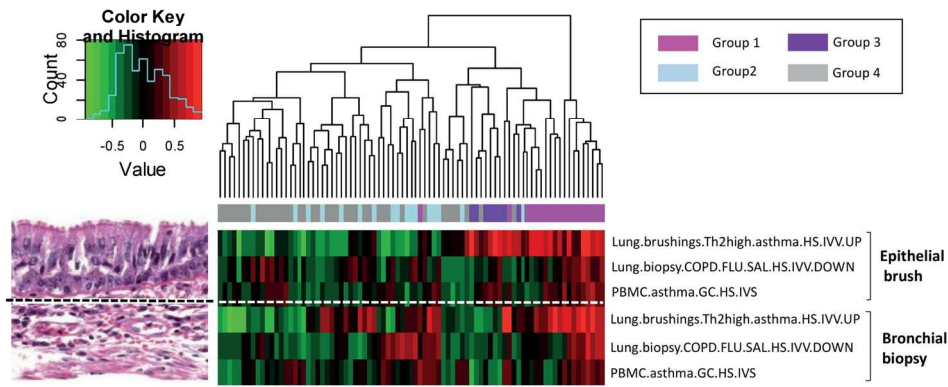 Color Key
and Histogram
Count
0 40 80
-0.5 0 0.5
Value
Group 1
Group 3
Group2
Group 4
Lung.brushings.Th2high.asthma.HS.IVV.UP
Lung.biopsy.COPD.FLU.SAL.HS.IVV.DOWN
PBMC.asthma.GC.HS.IVS
Epithelial
brush
Lung.brushings.Th2high.asthma.HS.IVV.UP
Lung.biopsy.COPD.FLU.SAL.HS.IVV.DOWN
PBMC.asthma.GC.HS.IVS
Bronchial
biopsy